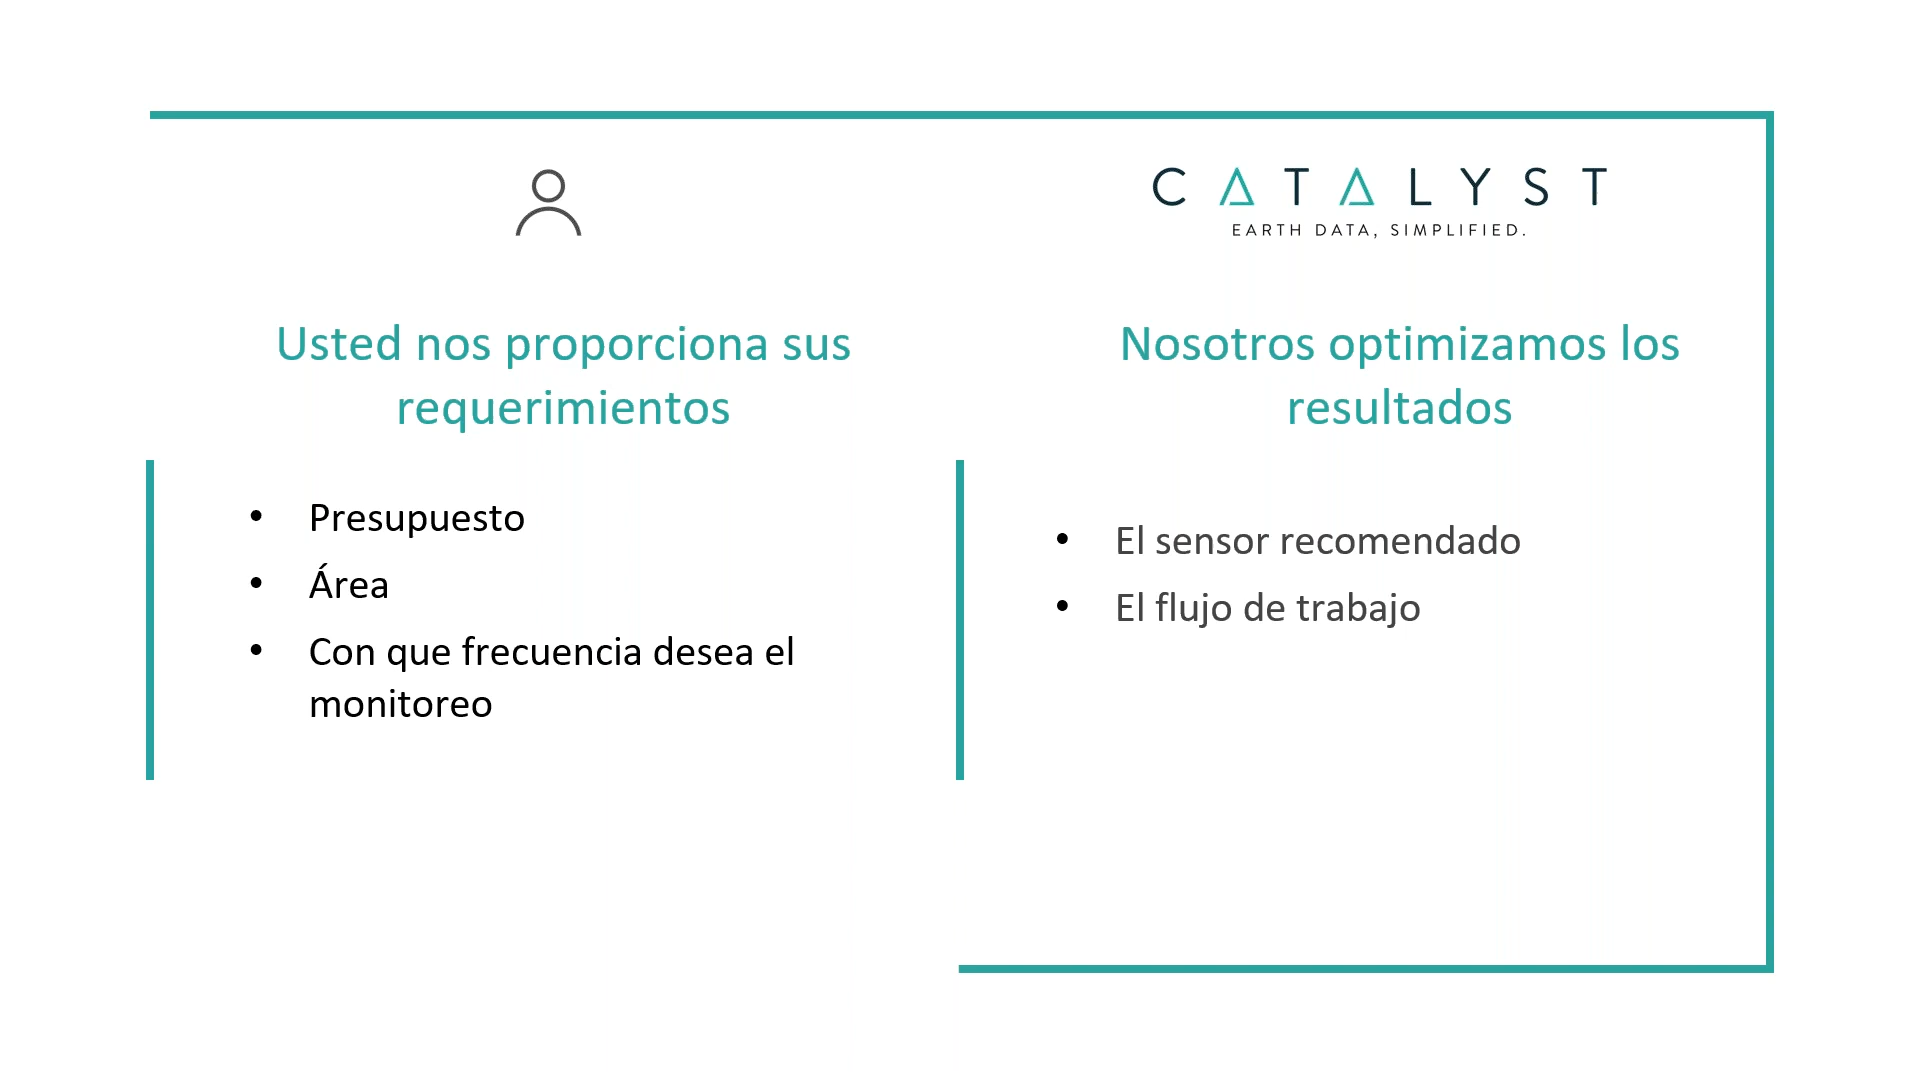 Usted nos proporciona sus
requerimientos
• Presupuesto
• Área
• Con que frecuencia desea el
monitoreo
CATALYST
EARTH DATA, SIMPLIFIED.
Nosotros optimizamos los
resultados
• El sensor recomendado
• El flujo de trabajo